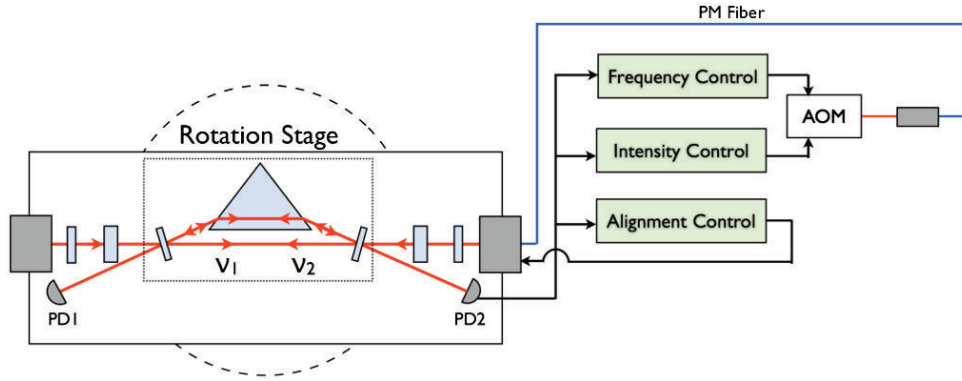 PM Fiber
Frequency Control
AOM
Rotation Stage
Intensity Control
Alignment Control
ν₁
ν₂
PD1
PD2